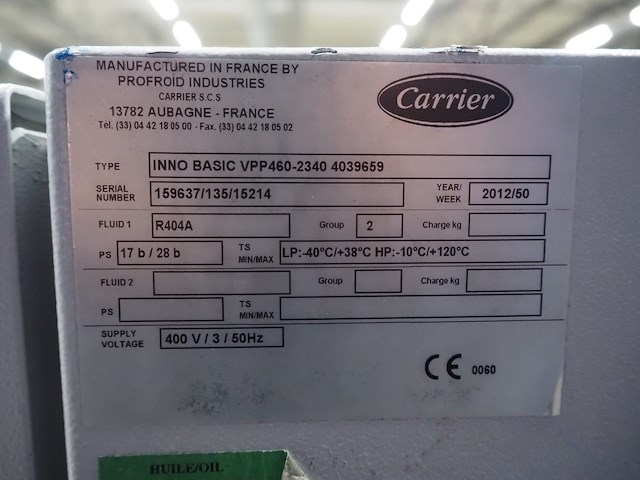 MANUFACTURED IN FRANCE BY
PROFROID INDUSTRIES
CARRIER S.C.S
13782 AUBAGNE - FRANCE
Tel. (33) 04 42 18 05 00 - Fax. (33) 04 42 18 05 02
Carrier
TYPE INNO BASIC VPP460-2340 4039659
SERIAL NUMBER 159637/135/15214 YEAR/ WEEK 2012/50
FLUID 1 R404A Group 2 Charge kg
PS 17 b / 28 b TS MIN/MAX LP:-40°C/+38°C HP:-10°C/+120°C
FLUID 2 Group Charge kg
PS TS MIN/MAX
SUPPLY VOLTAGE 400 V / 3 / 50Hz
CE 0060
HUILE/OIL